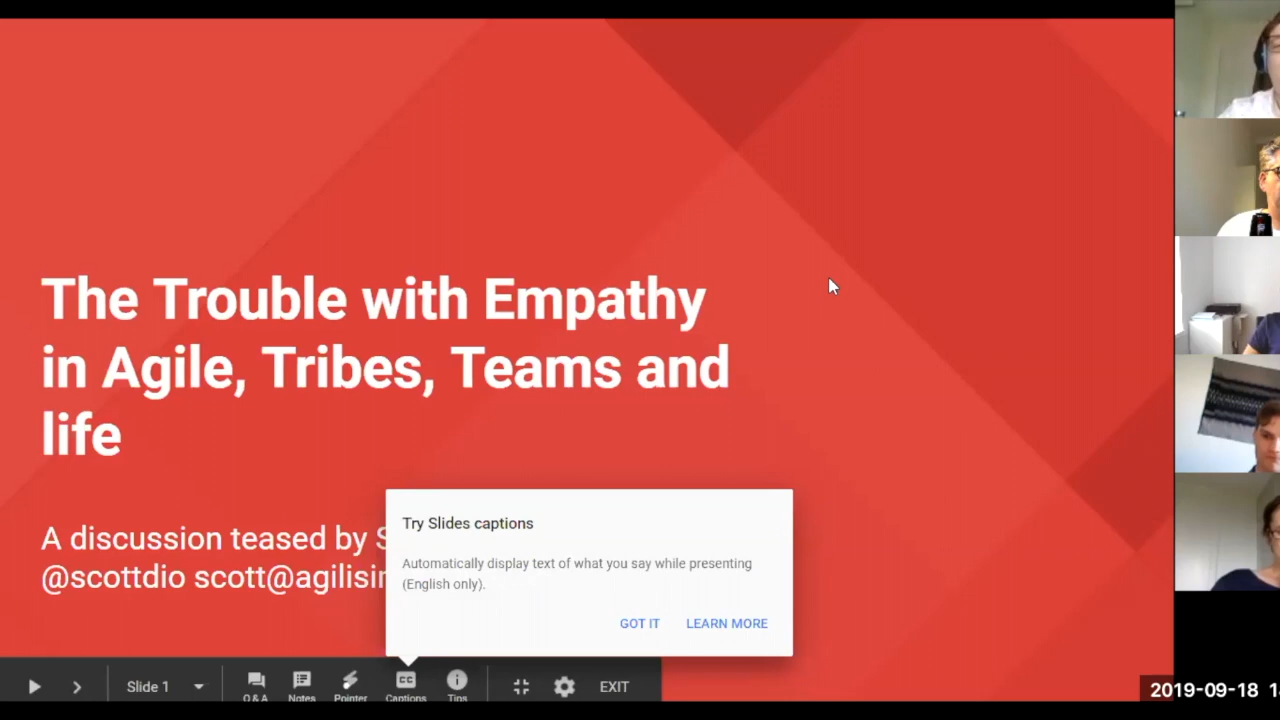 The Trouble with Empathy
in Agile, Tribes, Teams and
life
A discussion teased by
@scottdio
Try Slides captions
Automatically display text of what you say while presenting
(English only).
GOT IT LEARN MORE
Slide 1
Q & A Notes Pointer Captions Tips
EXIT
2019-09-18